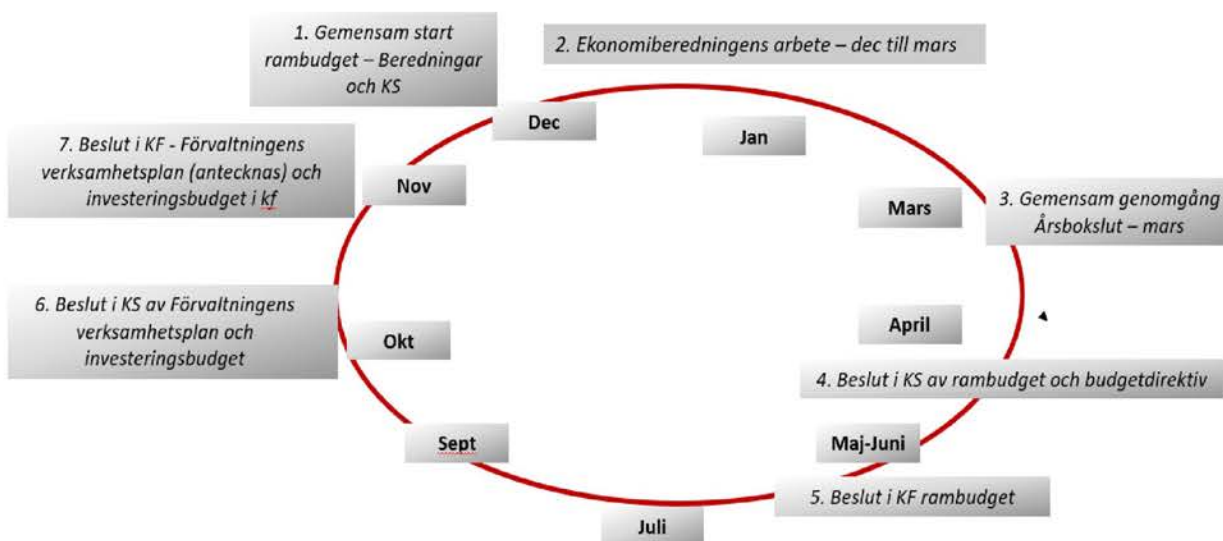 1. Gemensam start
rambudget – Beredningar
och KS
2. Ekonomiberedningens arbete – dec till mars
Dec
Jan
7. Beslut i KF - Förvaltningens
verksamhetsplan (antecknas) och
investeringsbudget i kf
Nov
Mars
3. Gemensam genomgång
Årsbokslut – mars
6. Beslut i KS av Förvaltningens
verksamhetsplan och
investeringsbudget
Okt
April
4. Beslut i KS av rambudget och budgetdirektiv
Sept
Maj-Juni
5. Beslut i KF rambudget
Juli